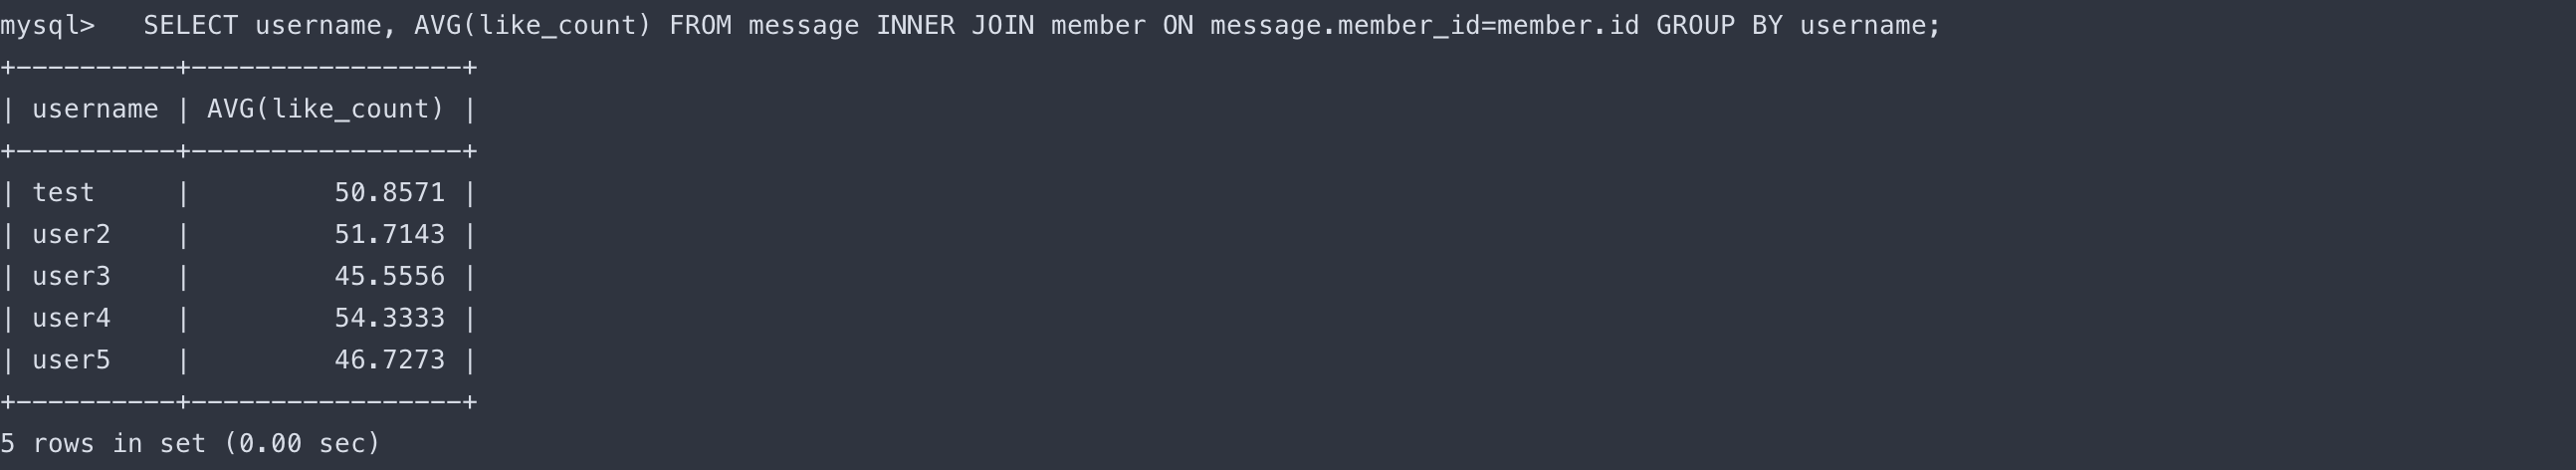 mysql>   SELECT username, AVG(like_count) FROM message INNER JOIN member ON message.member_id=member.id GROUP BY username;
+----------+-----------------+
| username | AVG(like_count) |
+----------+-----------------+
| test     |         50.8571 |
| user2    |         51.7143 |
| user3    |         45.5556 |
| user4    |         54.3333 |
| user5    |         46.7273 |
+----------+-----------------+
5 rows in set (0.00 sec)